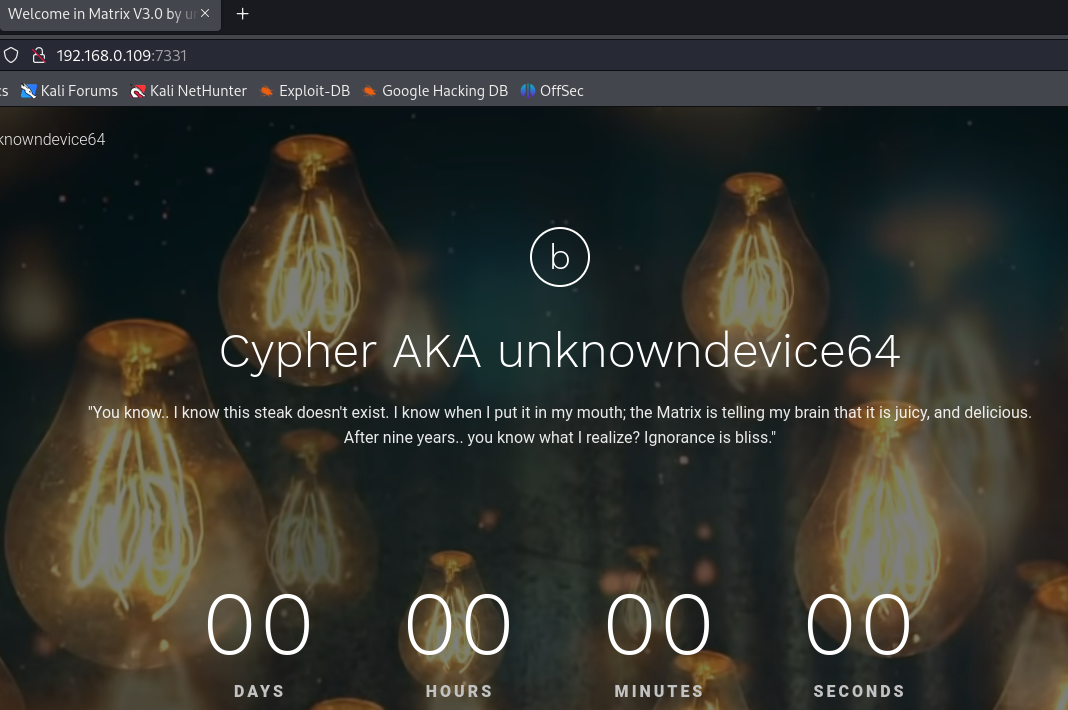 Welcome in Matrix V3.0 by
192.168.0.109:7331
Kali Forums Kali NetHunter Exploit-DB Google Hacking DB OffSec
knowndevice64
b
Cypher AKA unknowndevice64
"You know.. I know this steak doesn't exist. I know when I put it in my mouth; the Matrix is telling my brain that it is juicy, and delicious.
After nine years.. you know what I realize? Ignorance is bliss."
00 00 00 00
DAYS HOURS MINUTES SECONDS